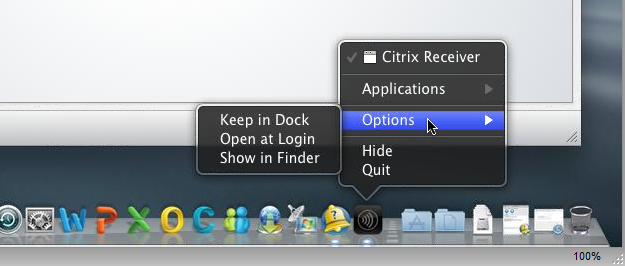 Citrix Receiver
Applications
Options
Keep in Dock
Open at Login
Show in Finder
Hide
Quit
W P X O C
A D
100%